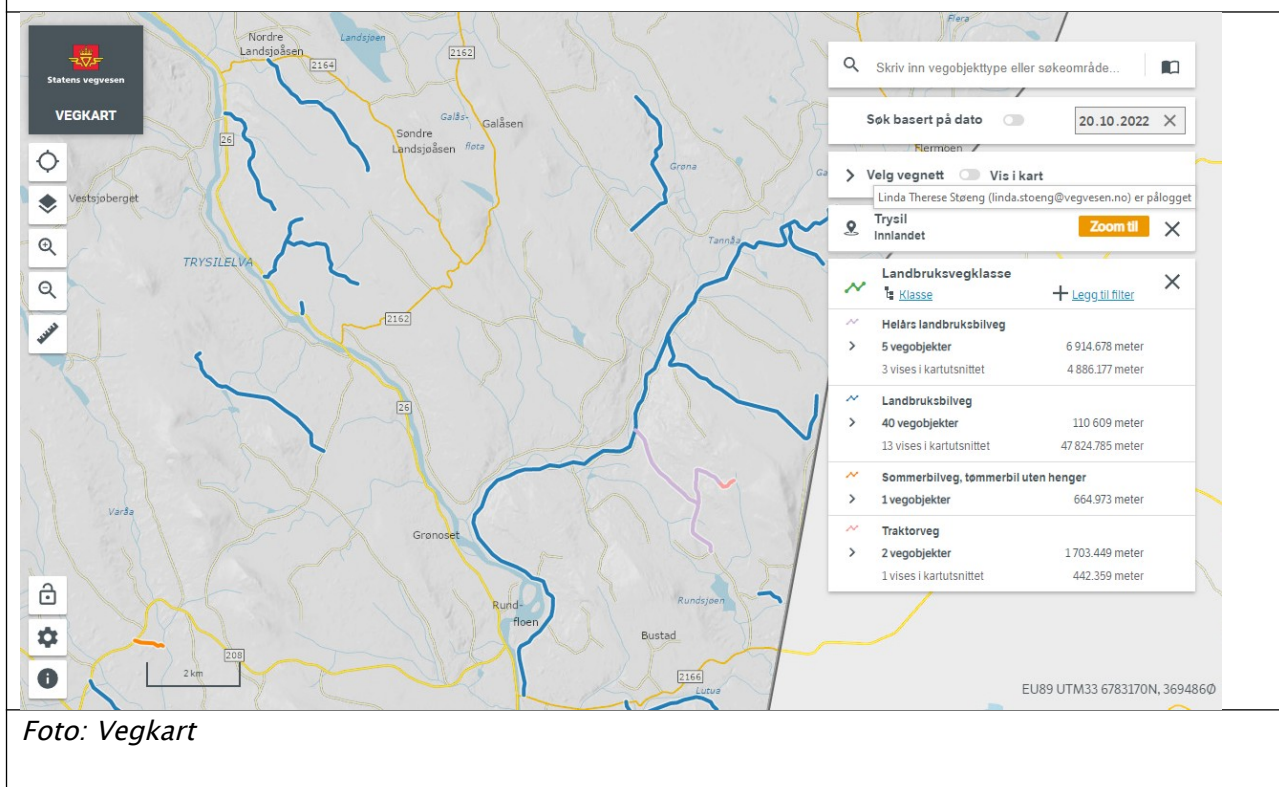 Statens vegvesen
VEGKART
Nordre
Landsjøåsen
Landsjøen
2164
2162
Flera
26
Søndre
Landsjøåsen
Galås-
fløta
Galåsen
Grøna
Flermoen
Vestsjøberget
TRYSILELVA
Tannåa
2162
26
Varåa
Grønoset
Rund-
floen
Rundsjøen
Bustad
208
2166
Lutua
2 km
Skriv inn vegobjekttype eller søkeområde...
Søk basert på dato
20.10.2022
Velg vegnett
Vis i kart
Linda Therese Støeng (linda.stoeng@vegvesen.no) er pålogget
Trysil
Innlandet
Zoom til
Landbruksvegklasse
Klasse
Legg til filter
Helårs landbruksbilveg
5 vegobjekter 6 914.678 meter
3 vises i kartutsnittet 4 886.177 meter
Landbruksbilveg
40 vegobjekter 110 609 meter
13 vises i kartutsnittet 47 824.785 meter
Sommerbilveg, tømmerbil uten henger
1 vegobjekter 664.973 meter
Traktorveg
2 vegobjekter 1 703.449 meter
1 vises i kartutsnittet 442.359 meter
EU89 UTM33 6783170N, 369486Ø
Foto: Vegkart